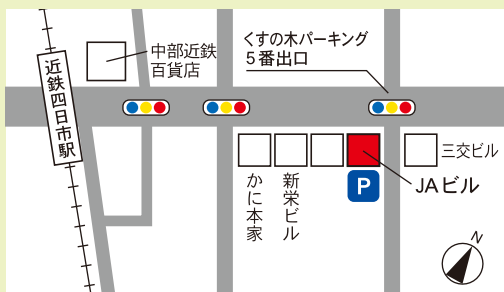 中部近鉄
百貨店
くすの木パーキング
5番出口
近鉄四日市駅
かに本家
新栄ビル
P
JAビル
三交ビル
N